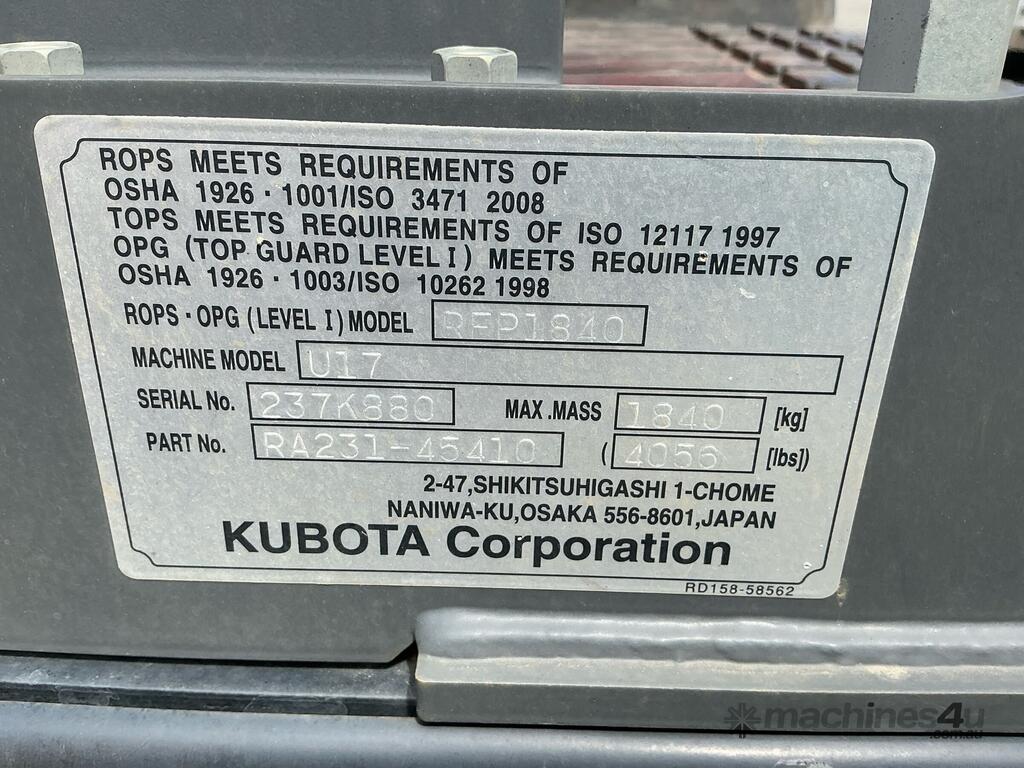 ROPS MEETS REQUIREMENTS OF
OSHA 1926・1001/ISO 3471 2008
TOPS MEETS REQUIREMENTS OF ISO 12117 1997
OPG (TOP GUARD LEVEL I) MEETS REQUIREMENTS OF
OSHA 1926・1003/ISO 10262 1998
ROPS・OPG (LEVEL I) MODEL RFP1840
MACHINE MODEL U17
SERIAL No. 237K880 MAX .MASS 1840 [kg]
PART No. RA231-45410 ( 4056 [lbs])
2-47,SHIKITSUHIGASHI 1-CHOME
NANIWA-KU,OSAKA 556-8601,JAPAN
KUBOTA Corporation
RD158-58562
machines4u
.com.au